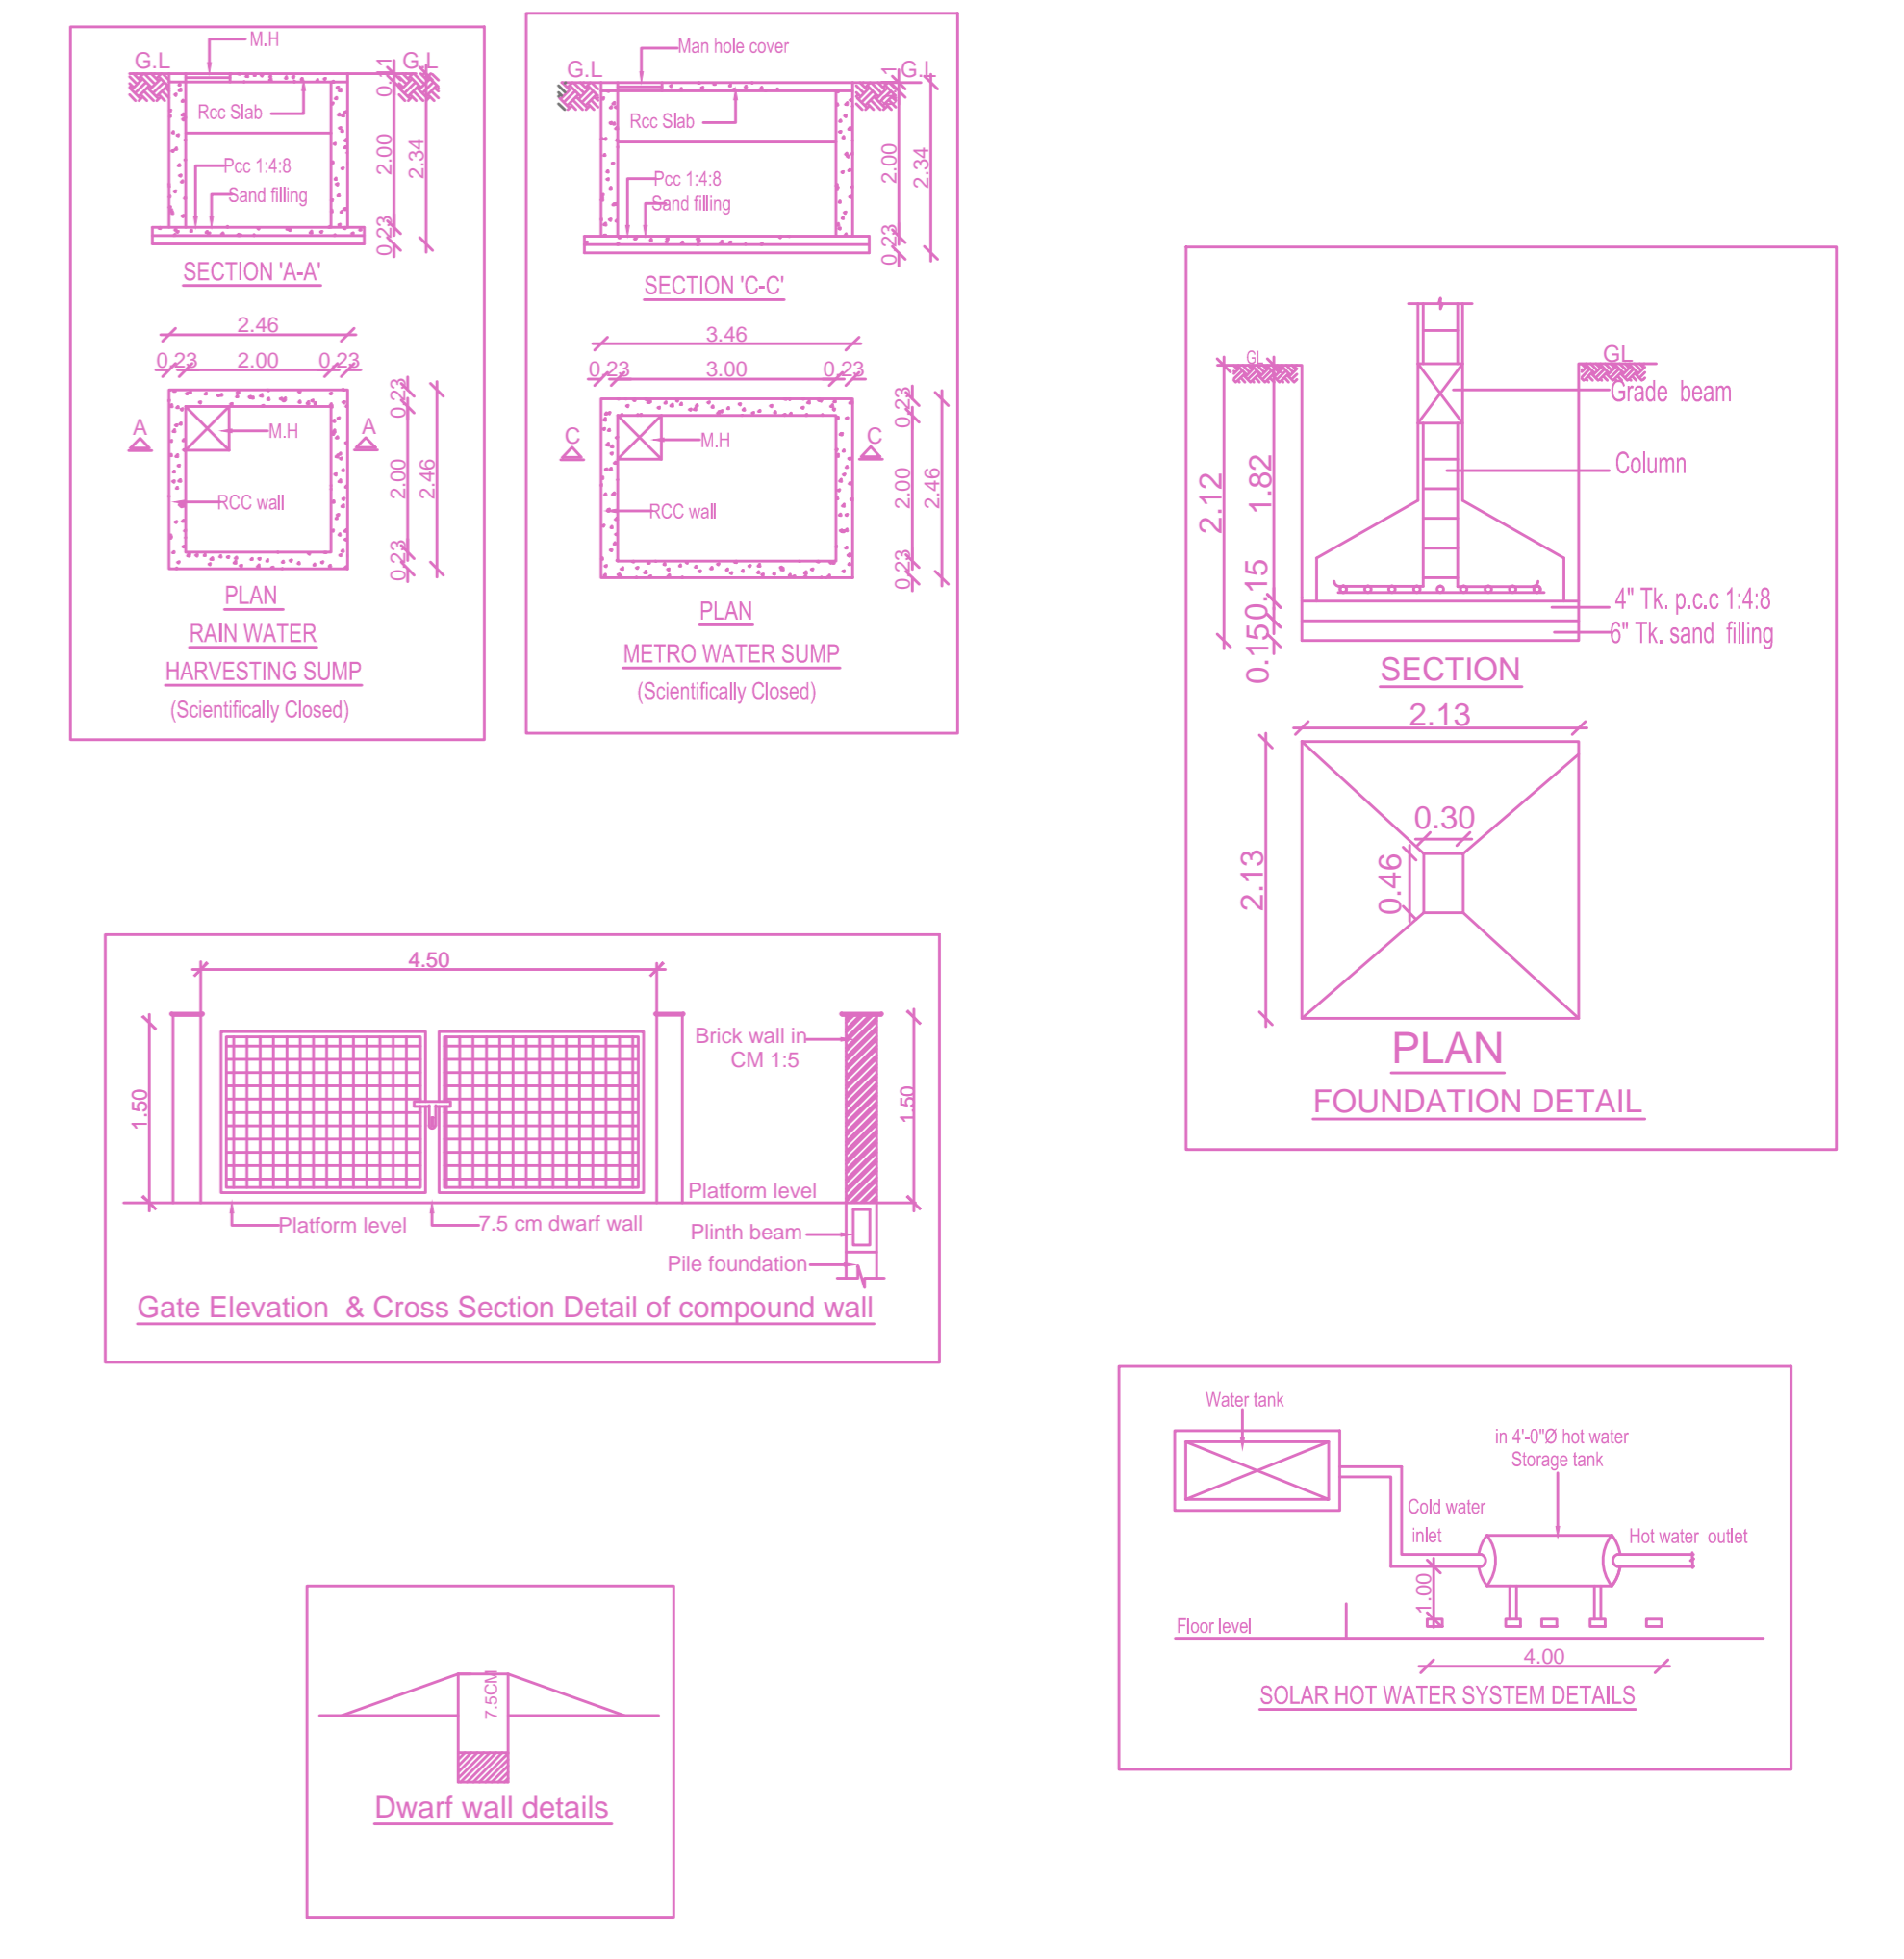 M.H
G.L
G.L
0.11
Rcc Slab
2.00
2.34
Pcc 1:4:8
Sand filling
0.23
SECTION 'A-A'
2.46
0.23
2.00
0.23
0.23
A
A
M.H
2.00
2.46
RCC wall
0.23
PLAN
RAIN WATER
HARVESTING SUMP
(Scientifically Closed)
Man hole cover
G.L
G.L
Rcc Slab
2.00
2.34
Pcc 1:4:8
Sand filling
0.23
SECTION 'C-C'
3.46
0.23
3.00
0.23
0.23
C
C
M.H
2.00
2.46
RCC wall
0.23
PLAN
METRO WATER SUMP
(Scientifically Closed)
GL
GL
Grade beam
Column
1.82
2.12
0.15
0.15
4" Tk. p.c.c 1:4:8
6" Tk. sand filling
SECTION
2.13
0.30
0.46
2.13
PLAN
FOUNDATION DETAIL
4.50
Brick wall in
CM 1:5
1.50
1.50
Platform level
Platform level
7.5 cm dwarf wall
Plinth beam
Pile foundation
Gate Elevation & Cross Section Detail of compound wall
Water tank
in 4'-0"Ø hot water
Storage tank
Cold water
inlet
Hot water outlet
1.00
Floor level
4.00
SOLAR HOT WATER SYSTEM DETAILS
7.5CM
Dwarf wall details